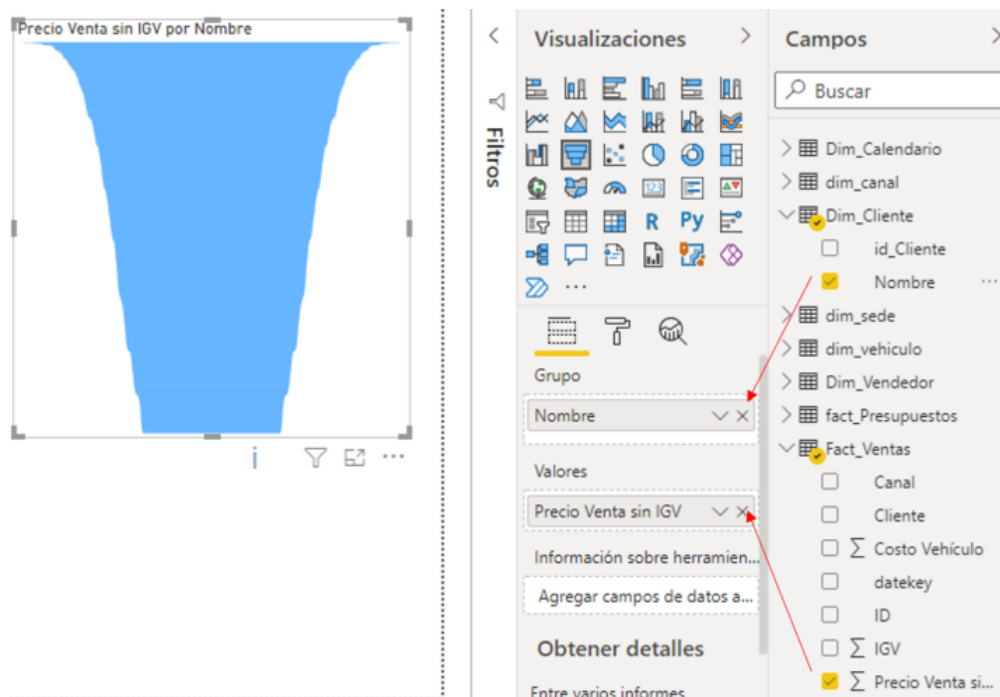 Precio Venta sin IGV por Nombre
Filtros
Visualizaciones
123
R
Py
Grupo
Nombre
Valores
Precio Venta sin IGV
Información sobre herramien...
Agregar campos de datos a...
Obtener detalles
Entre varios informes
Campos
Buscar
Dim_Calendario
dim_canal
Dim_Cliente
id_Cliente
Nombre
dim_sede
dim_vehiculo
Dim_Vendedor
fact_Presupuestos
Fact_Ventas
Canal
Cliente
∑ Costo Vehículo
datekey
ID
∑ IGV
∑ Precio Venta si...